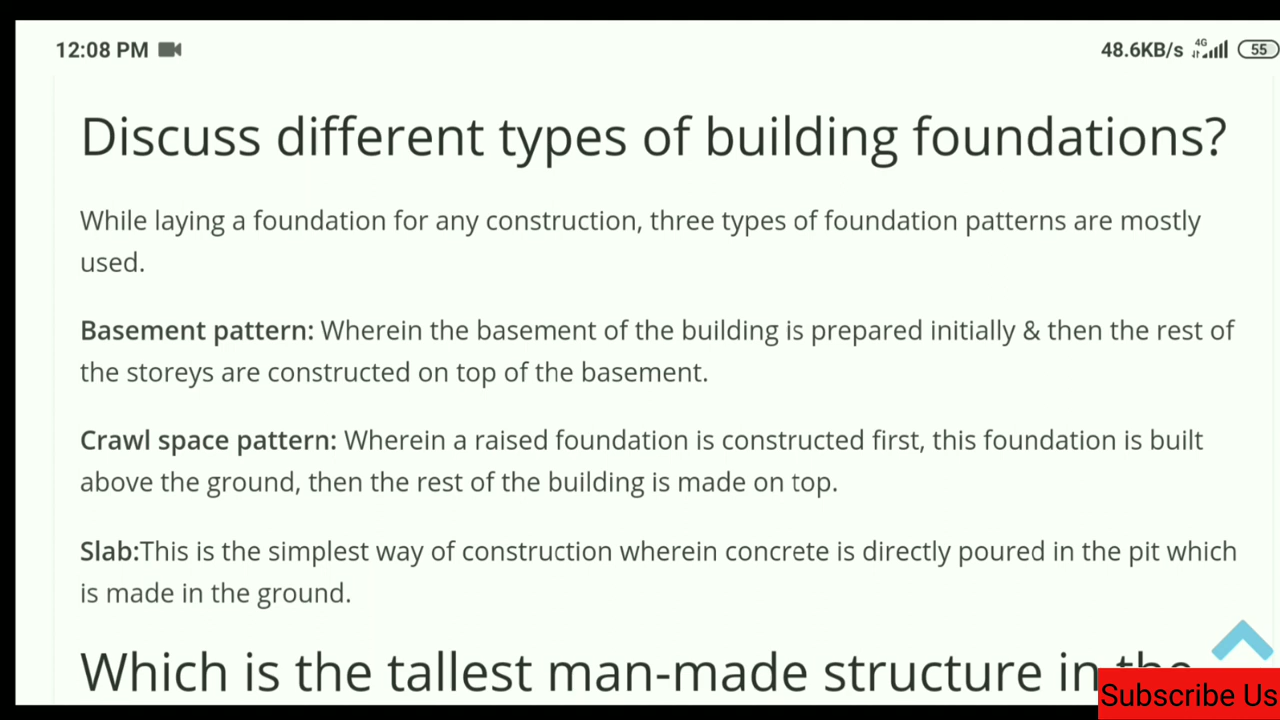 12:08 PM
48.6KB/s 4G 55
Discuss different types of building foundations?
While laying a foundation for any construction, three types of foundation patterns are mostly
used.
Basement pattern: Wherein the basement of the building is prepared initially & then the rest of
the storeys are constructed on top of the basement.
Crawl space pattern: Wherein a raised foundation is constructed first, this foundation is built
above the ground, then the rest of the building is made on top.
Slab:This is the simplest way of construction wherein concrete is directly poured in the pit which
is made in the ground.
Which is the tallest man-made structure in the
Subscribe Us